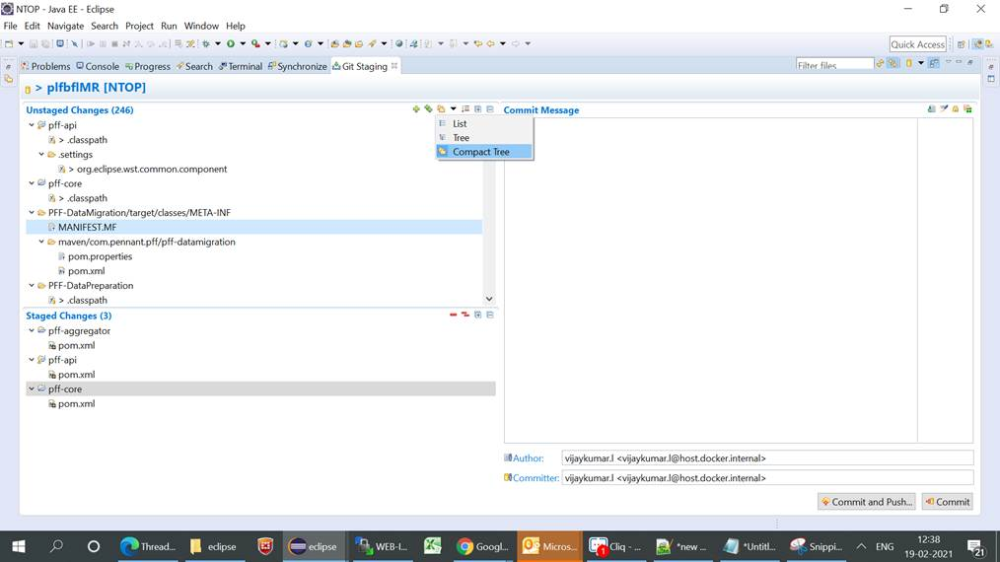 NTOP - Java EE - Eclipse
File Edit Navigate Search Project Run Window Help
Quick Access
Problems Console Progress Search Terminal Synchronize Git Staging
Filter files
> plfbflMR [NTOP]
Unstaged Changes (246)
List
Tree
Compact Tree
pff-api
> .classpath
.settings
> org.eclipse.wst.common.component
pff-core
> .classpath
PFF-DataMigration/target/classes/META-INF
MANIFEST.MF
maven/com.pennant.pff/pff-datamigration
pom.properties
pom.xml
PFF-DataPreparation
> .classpath
Staged Changes (3)
pff-aggregator
pom.xml
pff-api
pom.xml
pff-core
pom.xml
Commit Message
Author: vijaykumar.l <vijaykumar.l@host.docker.internal>
Committer: vijaykumar.l <vijaykumar.l@host.docker.internal>
Commit and Push... Commit
Thread... eclipse eclipse WEB-I... Googl... Micros... Cliq - ... *new ... *Untitl... Snippi... ENG
1
12:38
19-02-2021
21